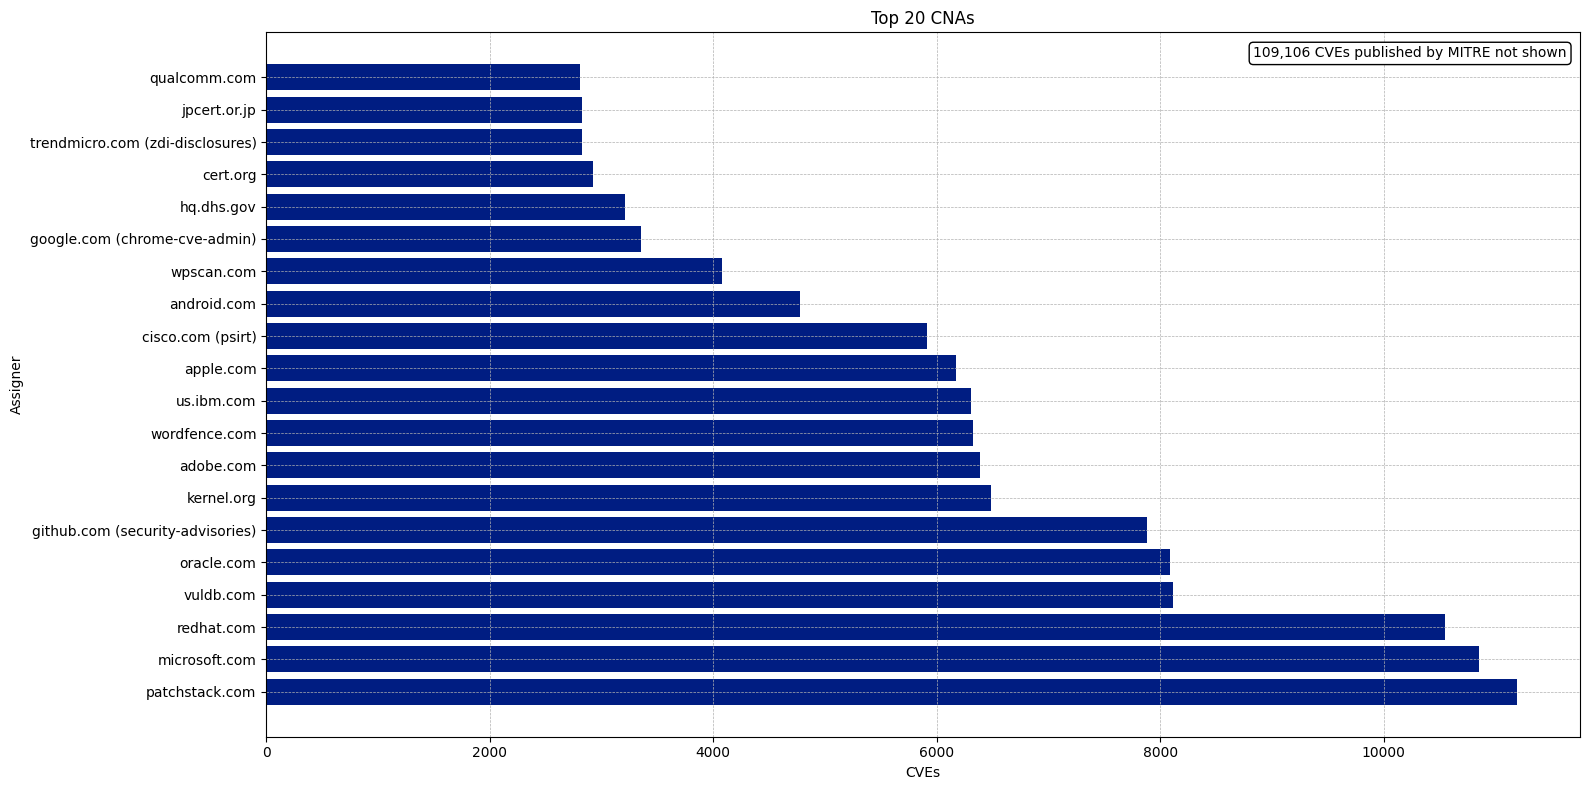 Top 20 CNAs
109,106 CVEs published by MITRE not shown
qualcomm.com
jpcert.or.jp
trendmicro.com (zdi-disclosures)
cert.org
hq.dhs.gov
google.com (chrome-cve-admin)
wpscan.com
android.com
cisco.com (psirt)
apple.com
us.ibm.com
wordfence.com
adobe.com
kernel.org
github.com (security-advisories)
oracle.com
vuldb.com
redhat.com
microsoft.com
patchstack.com
Assigner
0 2000 4000 6000 8000 10000
CVEs